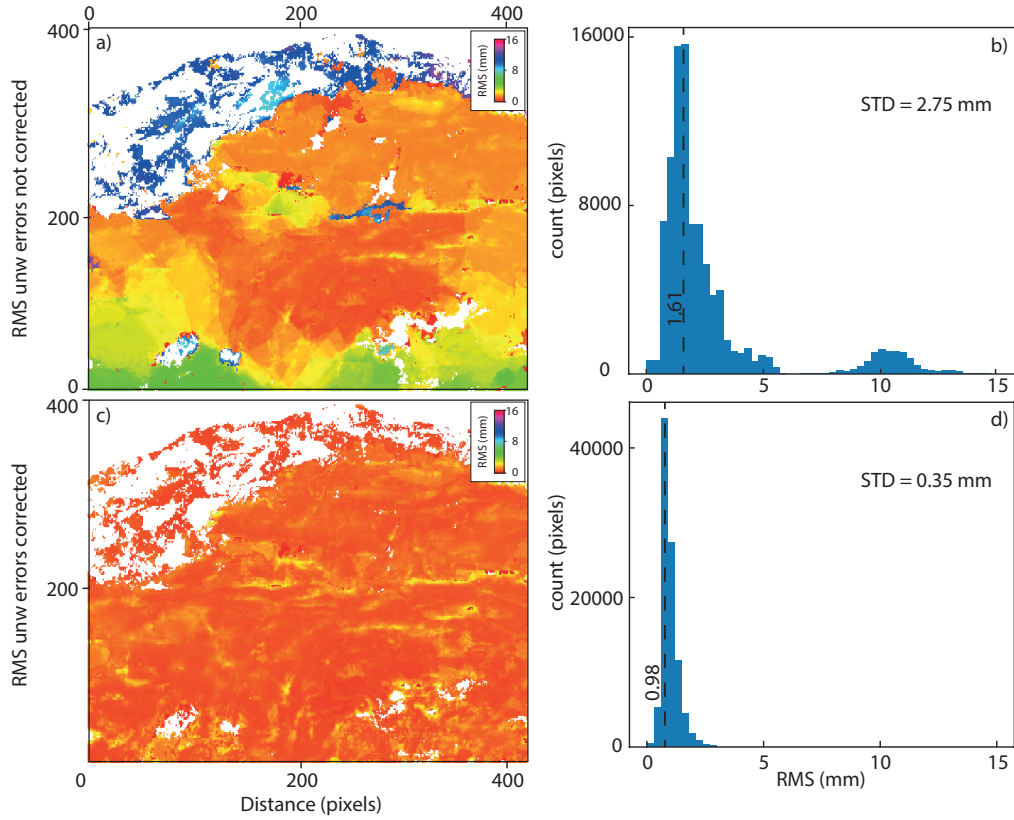 0
200
400
400
a)
16
8
0
RMS (mm)
200
0
RMS unw errors not corrected
b)
16000
8000
0
count (pixels)
STD = 2.75 mm
1.61
0
5
10
15
400
c)
16
8
0
RMS (mm)
200
0
200
400
RMS unw errors corrected
Distance (pixels)
d)
40000
20000
0
count (pixels)
STD = 0.35 mm
0.98
0
5
10
15
RMS (mm)